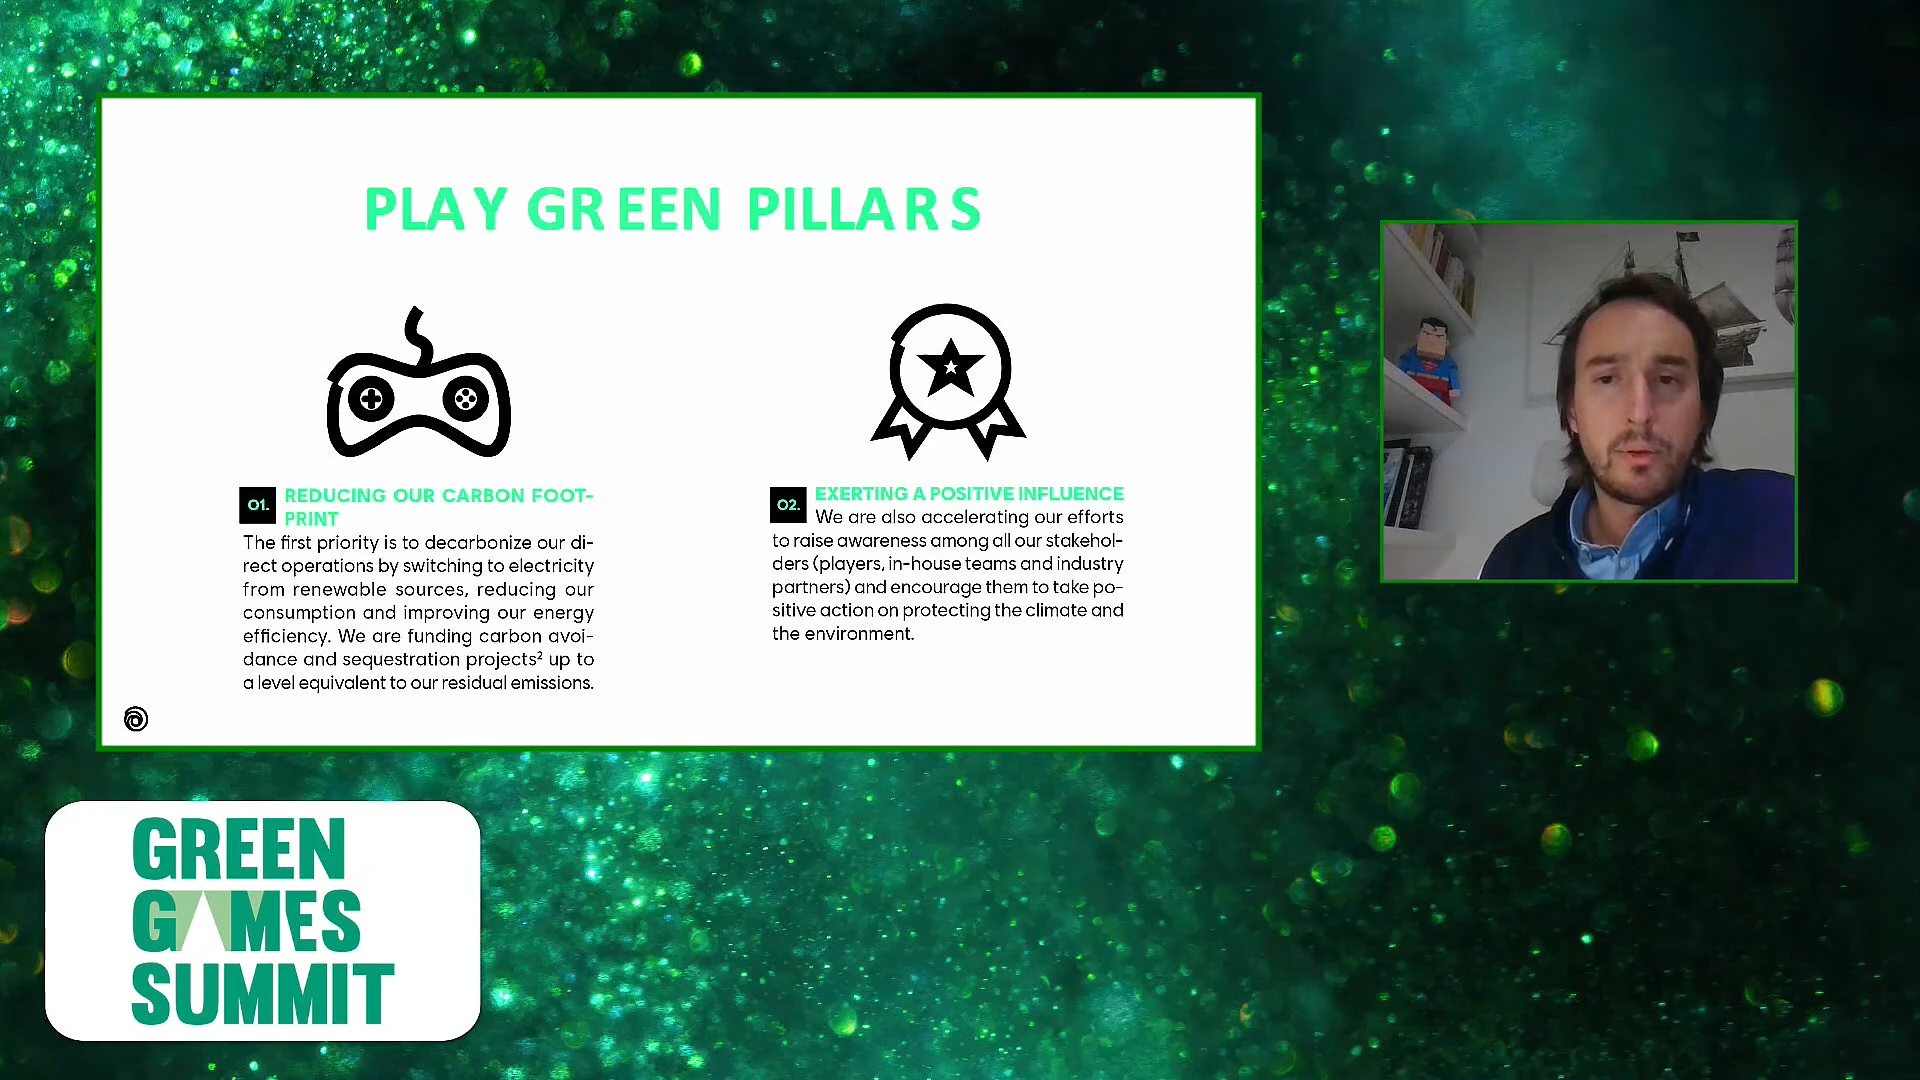 PLAY GREEN PILLARS
01.
REDUCING OUR CARBON FOOT-
PRINT
The first priority is to decarbonize our di-
rect operations by switching to electricity
from renewable sources, reducing our
consumption and improving our energy
efficiency. We are funding carbon avoi-
dance and sequestration projects² up to
a level equivalent to our residual emissions.
02.
EXERTING A POSITIVE INFLUENCE
We are also accelerating our efforts
to raise awareness among all our stakehol-
ders (players, in-house teams and industry
partners) and encourage them to take po-
sitive action on protecting the climate and
the environment.
GREEN
GAMES
SUMMIT